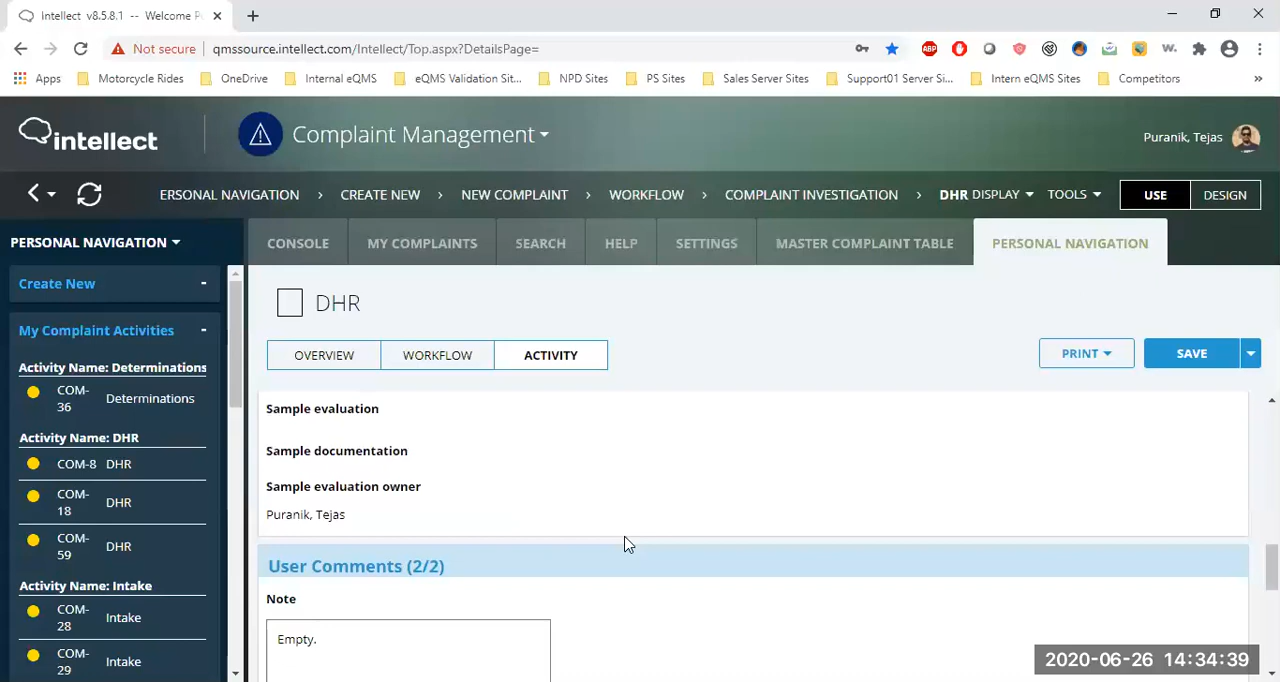 Intellect v8.5.8.1 -- Welcome P
Not secure | qmssource.intellect.com/Intellect/Top.aspx?DetailsPage=
ABP
W.
Apps Motorcycle Rides OneDrive Internal eQMS eQMS Validation Sit... NPD Sites PS Sites Sales Server Sites Support01 Server Si... Intern eQMS Sites Competitors »
intellect Complaint Management Puranik, Tejas
ERSONAL NAVIGATION › CREATE NEW › NEW COMPLAINT › WORKFLOW › COMPLAINT INVESTIGATION › DHR DISPLAY TOOLS USE DESIGN
PERSONAL NAVIGATION CONSOLE MY COMPLAINTS SEARCH HELP SETTINGS MASTER COMPLAINT TABLE PERSONAL NAVIGATION
Create New -
My Complaint Activities -
Activity Name: Determinations
COM-36 Determinations
Activity Name: DHR
COM-8 DHR
COM-18 DHR
COM-59 DHR
Activity Name: Intake
COM-28 Intake
COM-29 Intake
DHR
OVERVIEW WORKFLOW ACTIVITY PRINT SAVE
Sample evaluation
Sample documentation
Sample evaluation owner
Puranik, Tejas
User Comments (2/2)
Note
Empty.
2020-06-26 14:34:39